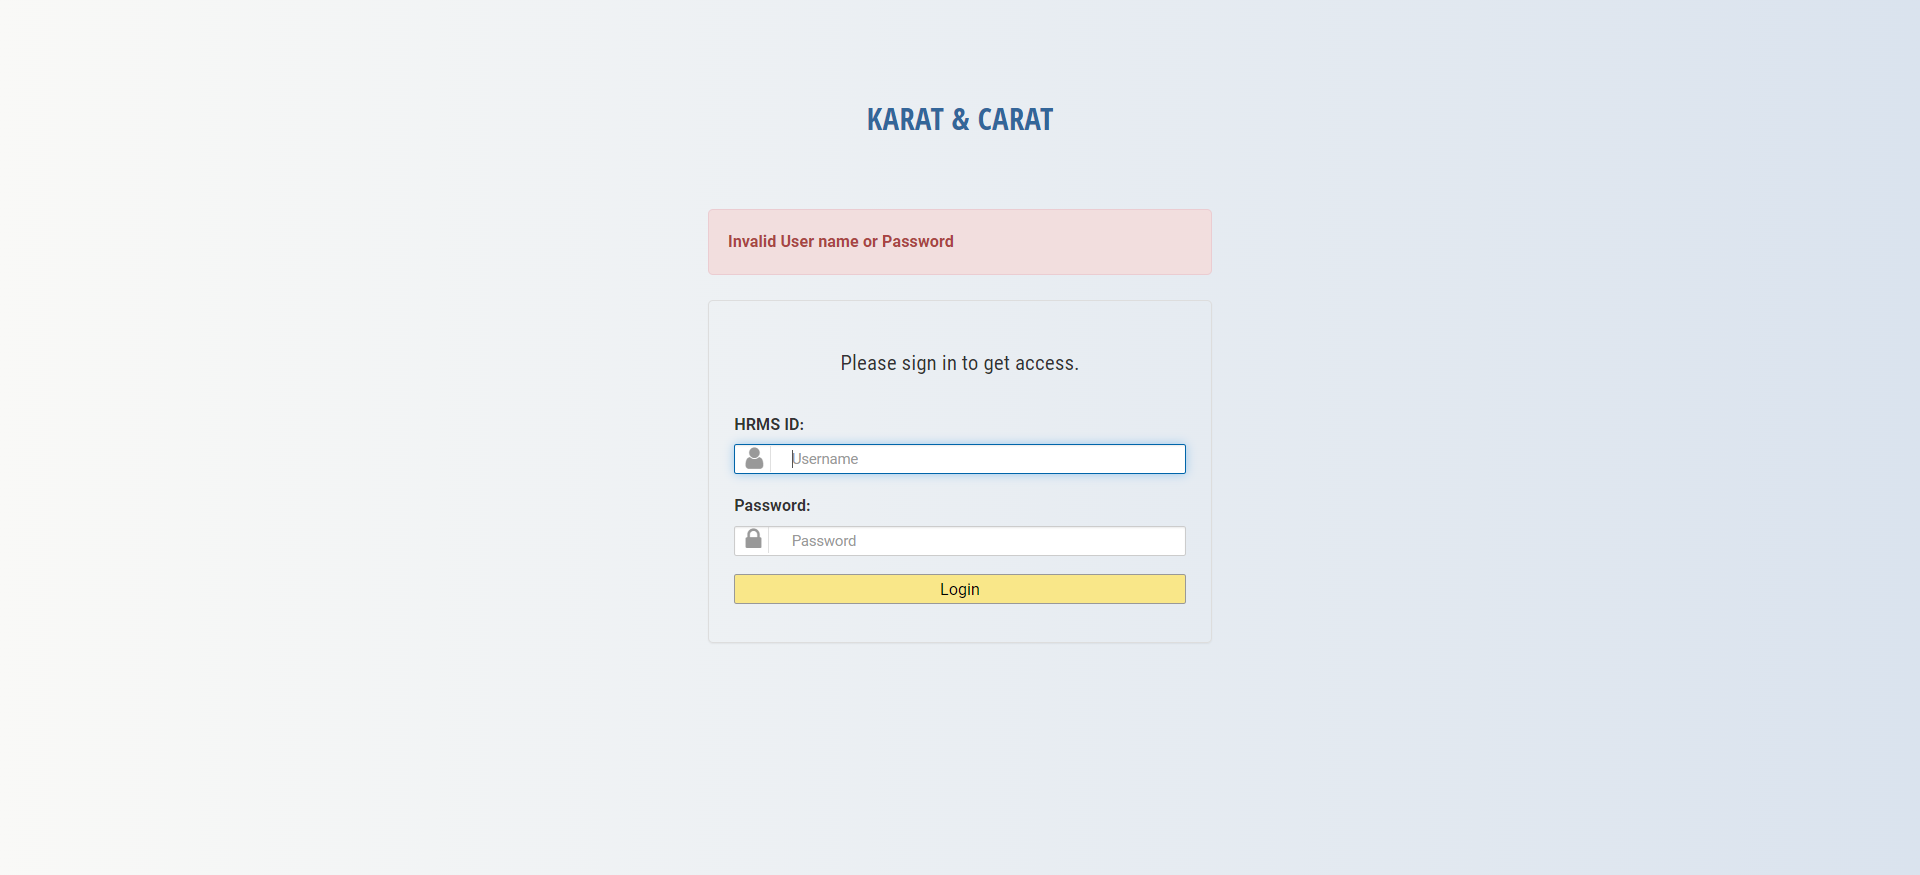 KARAT & CARAT
Invalid User name or Password
Please sign in to get access.
HRMS ID:
Username
Password:
Password
Login